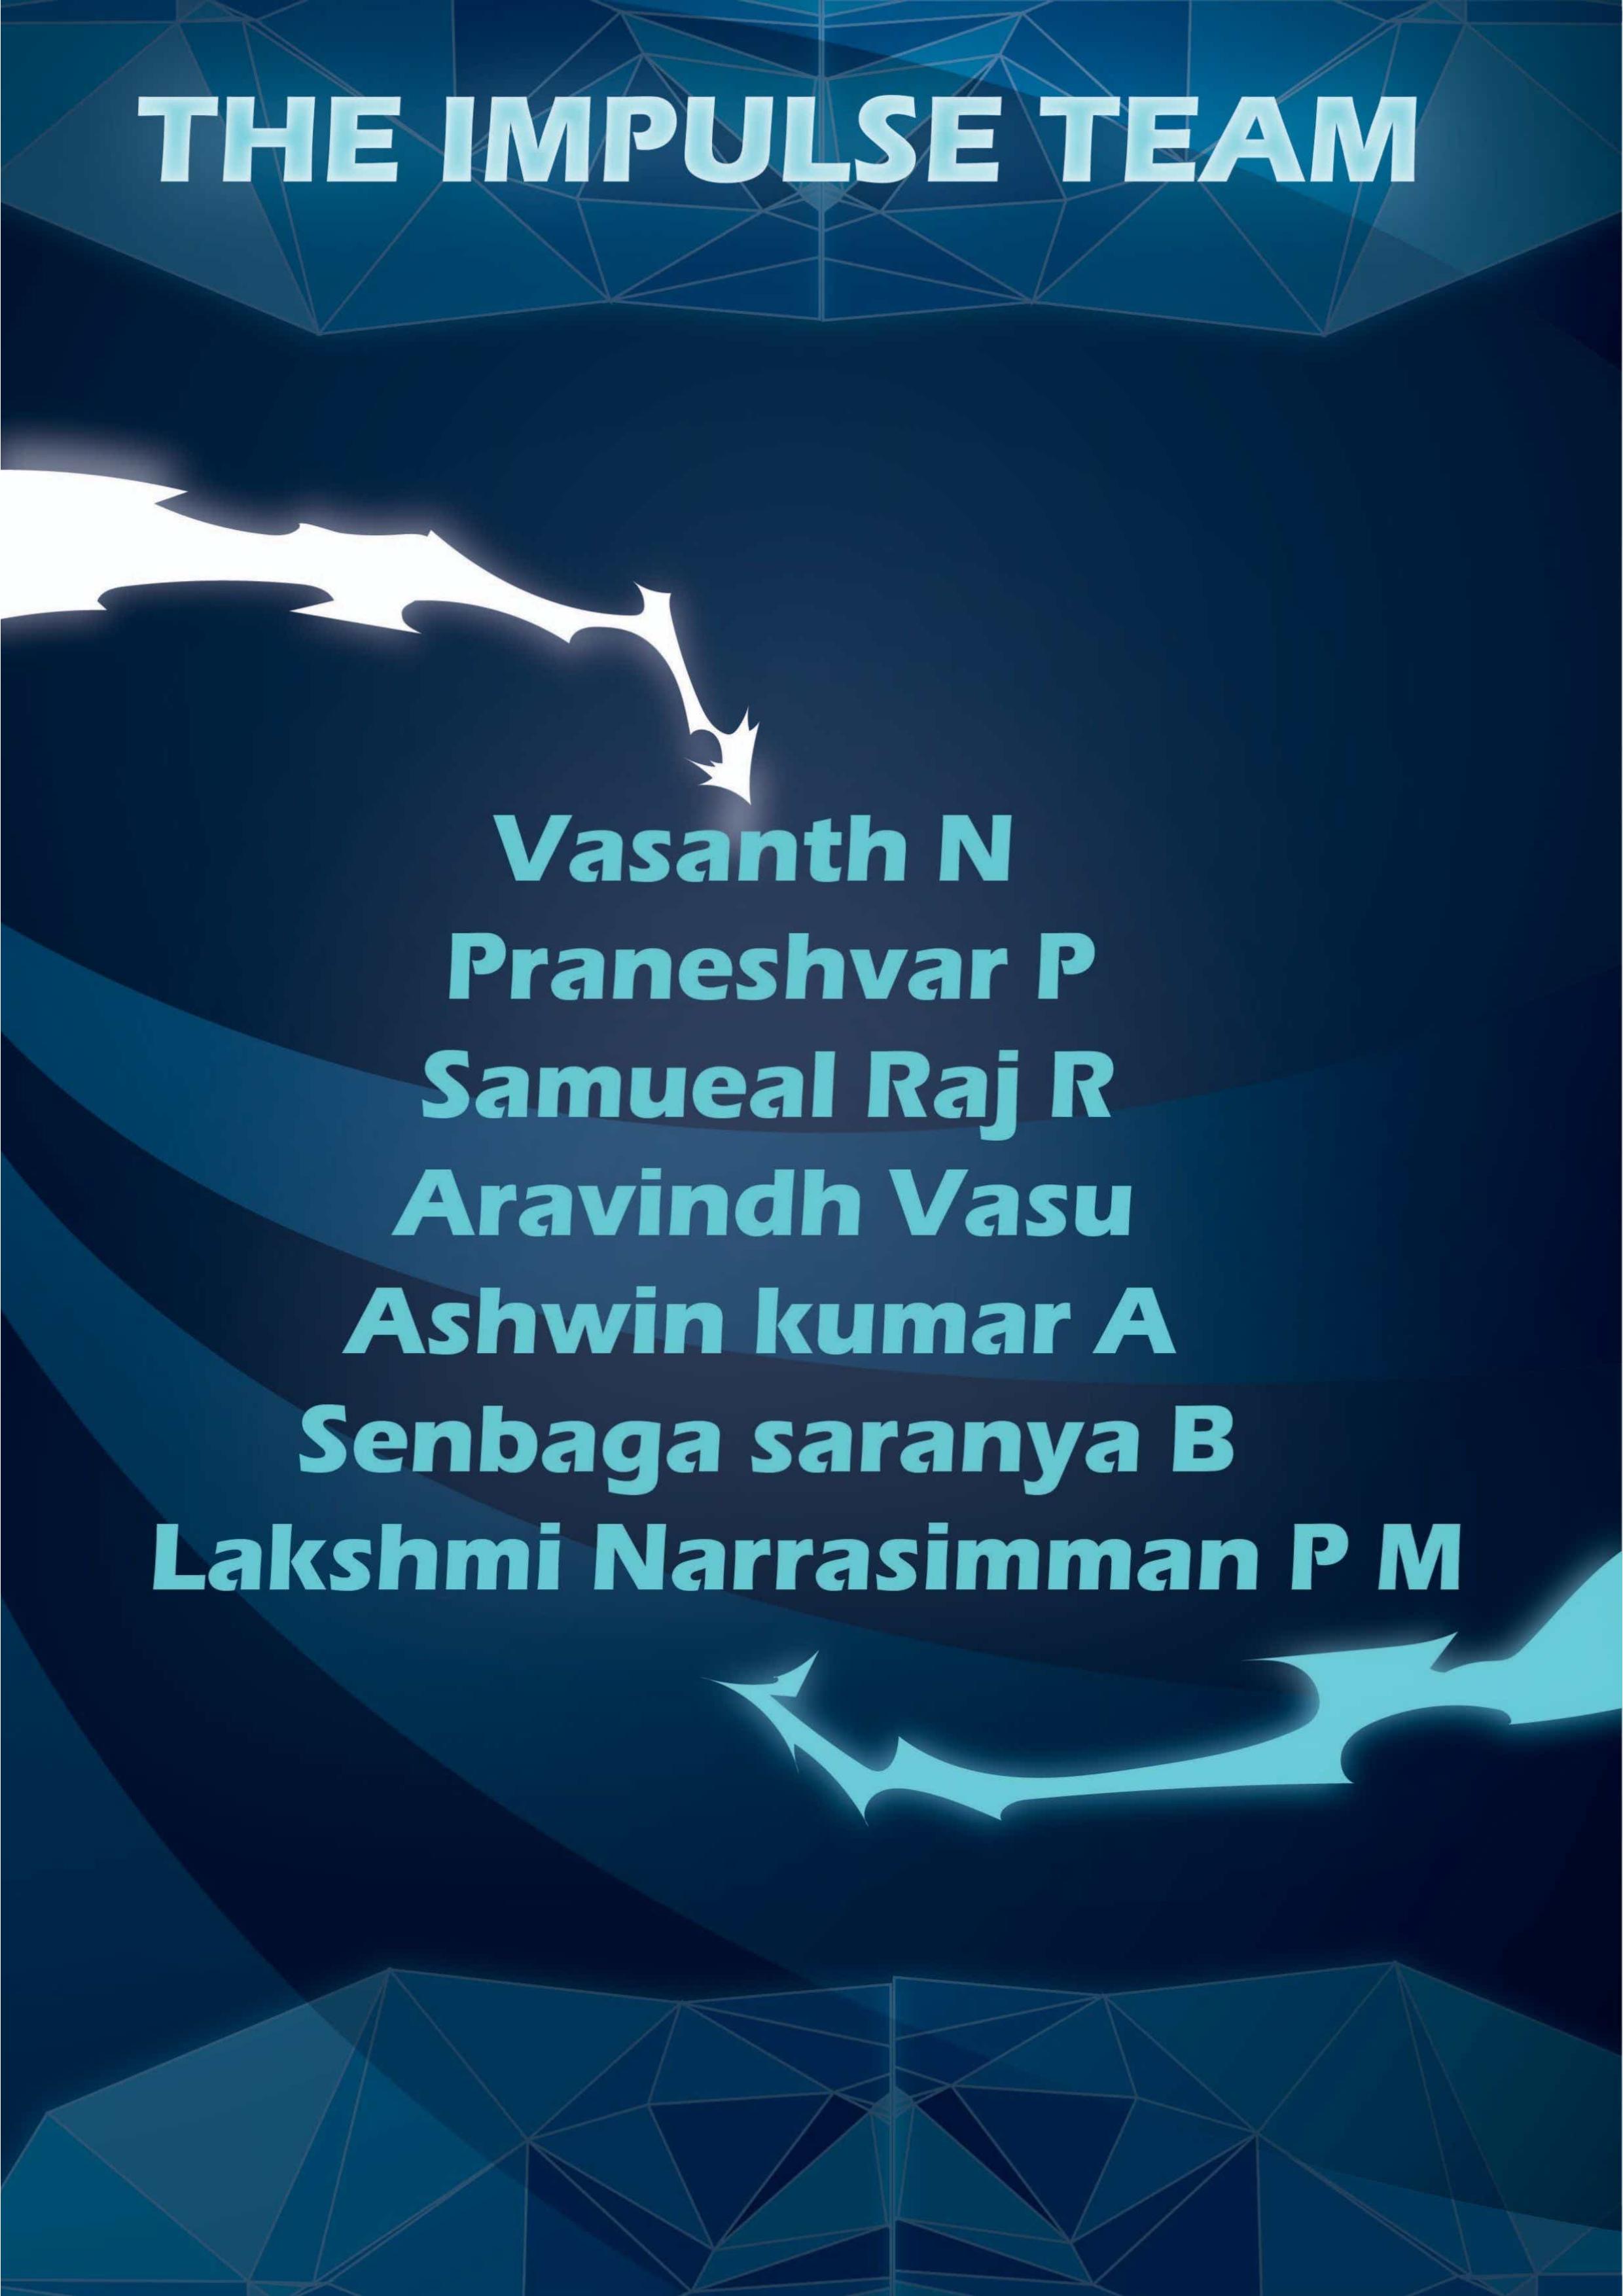 THE IMPULSE TEAM
Vasanth N
Praneshvar P
Samueal Raj R
Aravindh Vasu
Ashwin kumar A
Senbaga saranya B
Lakshmi Narrasimman P M